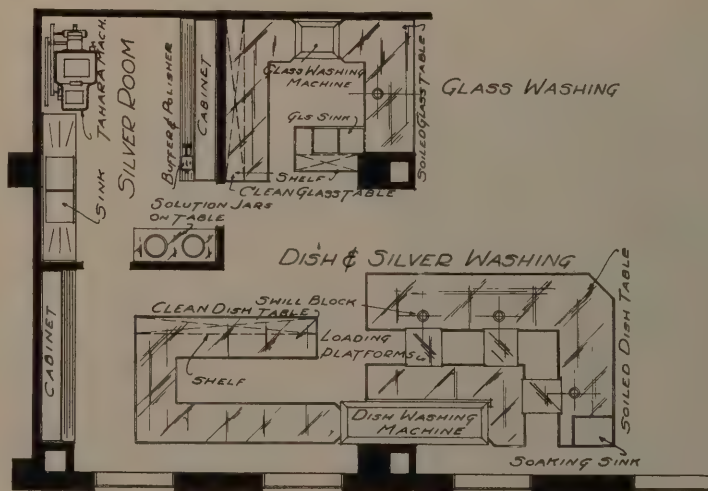 TAHARA MACH.
SILVER ROOM
BUFFER & POLISHER
CABINET
GLASS WASHING
MACHINE
GLS SINK
SHELF
CLEAN GLASS TABLE
SOILED GLASS TABLE
GLASS WASHING
SINK
SOLUTION JARS
ON TABLE
DISH & SILVER WASHING
CABINET
CLEAN DISH TABLE
SHELF
SWILL BLOCK
LOADING
PLATFORMS
DISH WASHING
MACHINE
SOILED DISH TABLE
SOAKING SINK